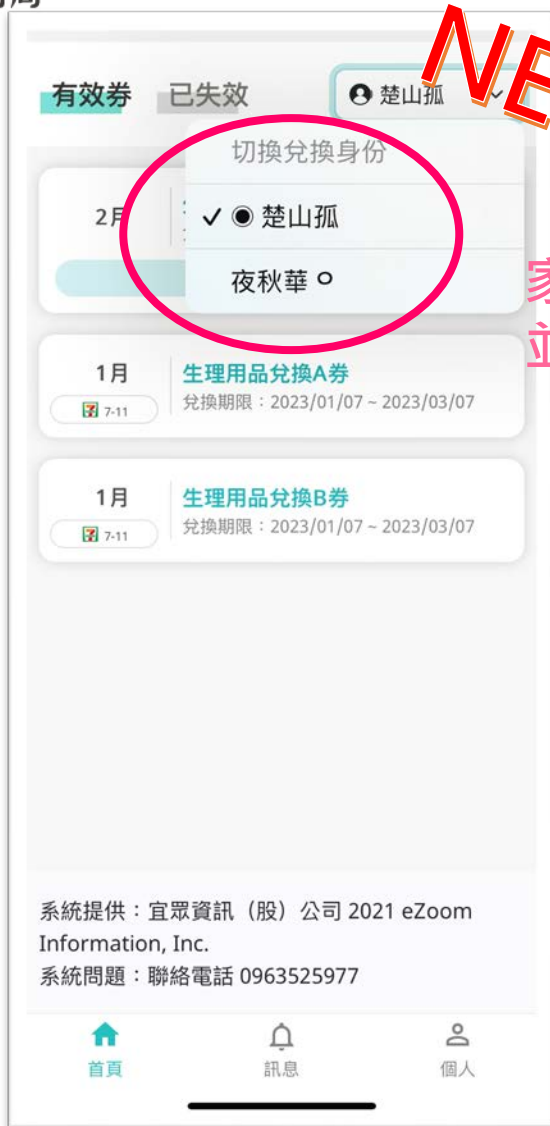 有效券 已失效 楚山孤
NE
切換兌換身份
楚山孤
夜秋華
2月
家
並
1月 生理用品兌換A券
7-11 兌換期限：2023/01/07 ~ 2023/03/07
1月 生理用品兌換B券
7-11 兌換期限：2023/01/07 ~ 2023/03/07
系統提供：宜眾資訊（股）公司 2021 eZoom
Information, Inc.
系統問題：聯絡電話 0963525977
首頁 訊息 個人